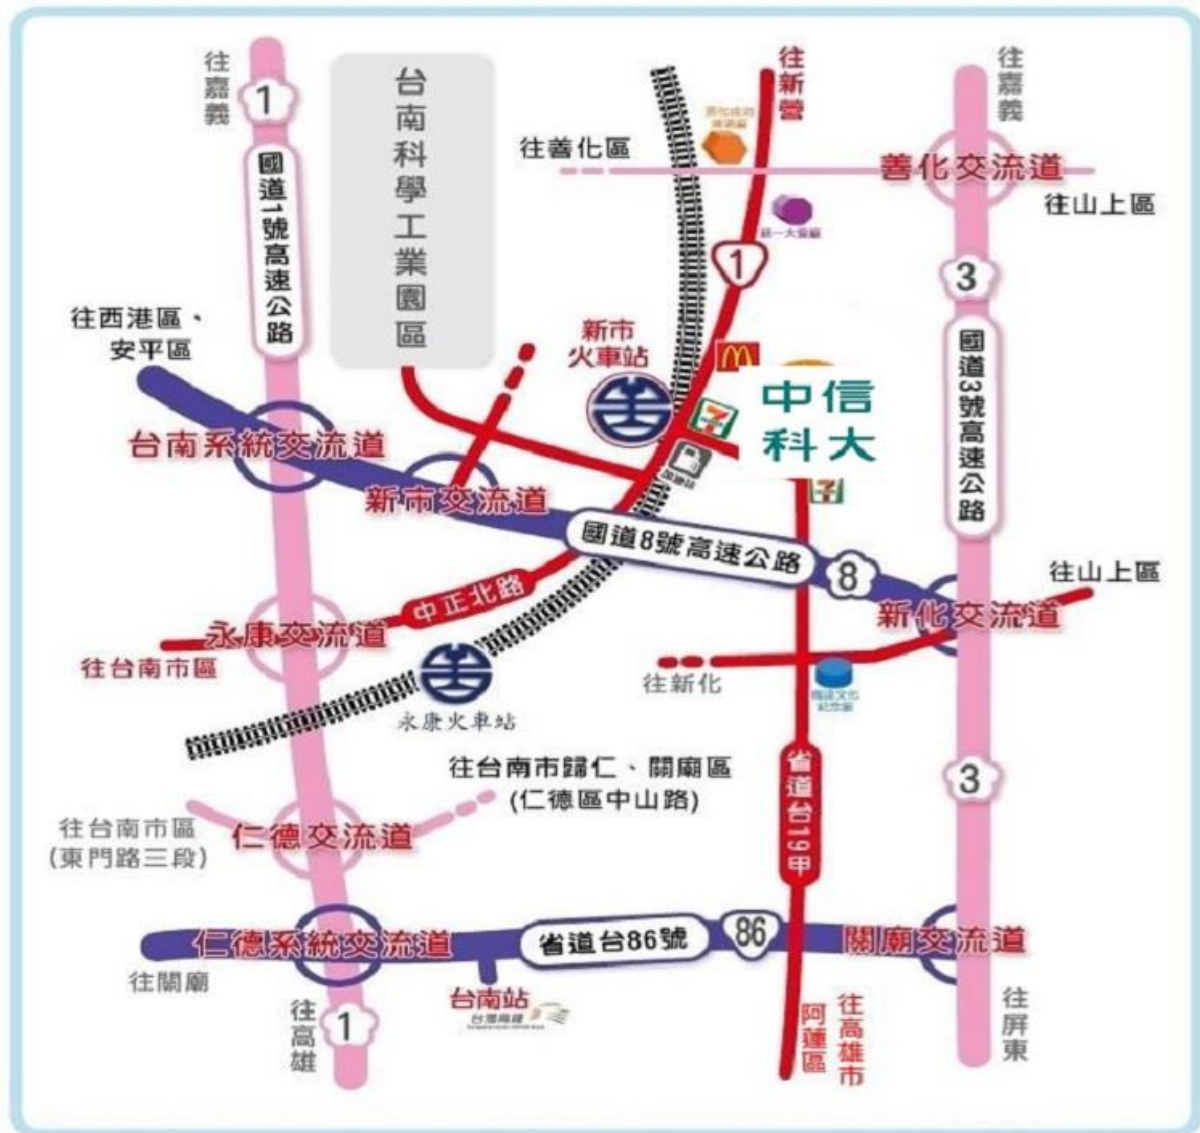 往嘉義
1
國道1號高速公路
台南科學工業園區
往新營
往善化區
善化交流道
往嘉義
往山上區
統一大食廠
1
3
國道3號高速公路
往西港區、
安平區
新市
火車站
中信
科大
台南系統交流道
新市交流道
國道8號高速公路
8
往山上區
新化交流道
中正北路
永康交流道
往台南市區
永康火車站
往新化
往台南市歸仁、關廟區
(仁德區中山路)
省道台19甲
3
往台南市區
(東門路三段)
仁德交流道
仁德系統交流道
省道台86號
86
關廟交流道
往關廟
台南站
台灣高鐵
往高雄
1
往高雄市
阿蓮區
往屏東